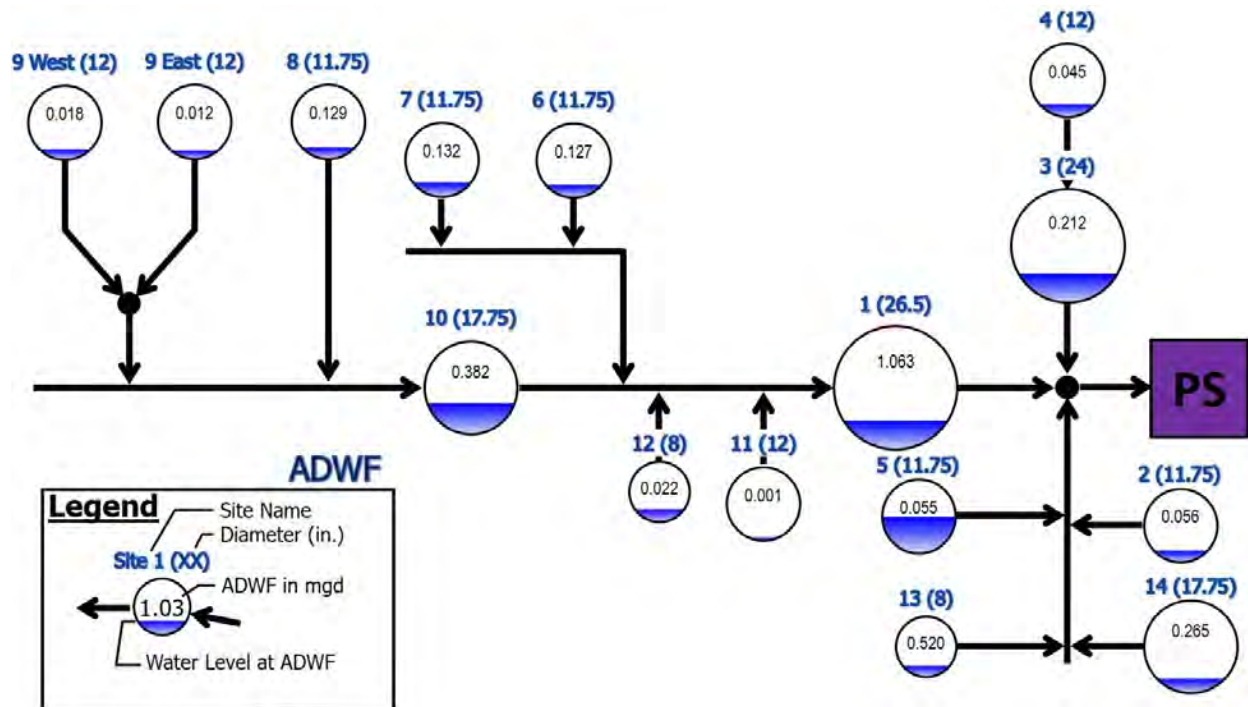 4 (12)
0.045
9 West (12)
9 East (12)
8 (11.75)
0.018
0.012
0.129
7 (11.75)
6 (11.75)
0.132
0.127
3 (24)
0.212
10 (17.75)
0.382
1 (26.5)
1.063
PS
12 (8)
0.022
11 (12)
0.001
5 (11.75)
0.055
2 (11.75)
0.056
13 (8)
0.520
14 (17.75)
0.265
ADWF
Legend
Site Name
Diameter (in.)
Site 1 (XX)
ADWF in mgd
1.03
Water Level at ADWF